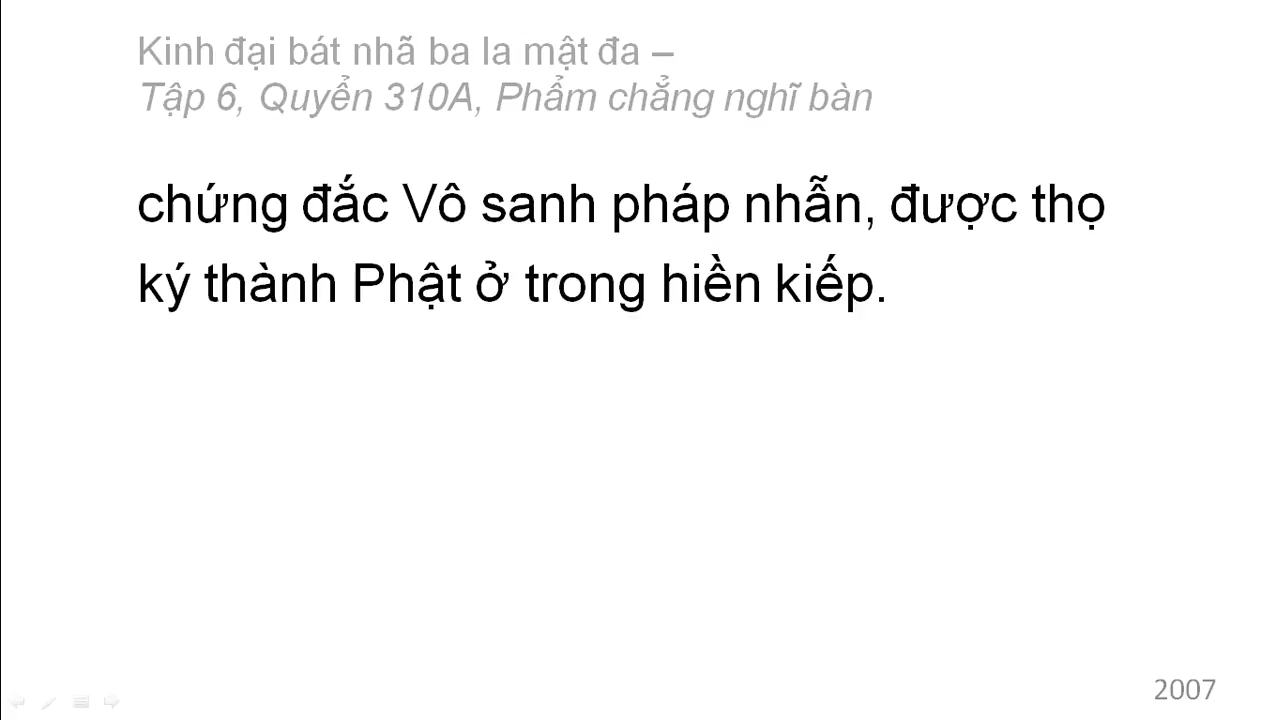 Kinh đại bát nhã ba la mật đa –
Tập 6, Quyển 310A, Phẩm chẳng nghĩ bàn
chứng đắc Vô sanh pháp nhẫn, được thọ
ký thành Phật ở trong hiền kiếp.
2007